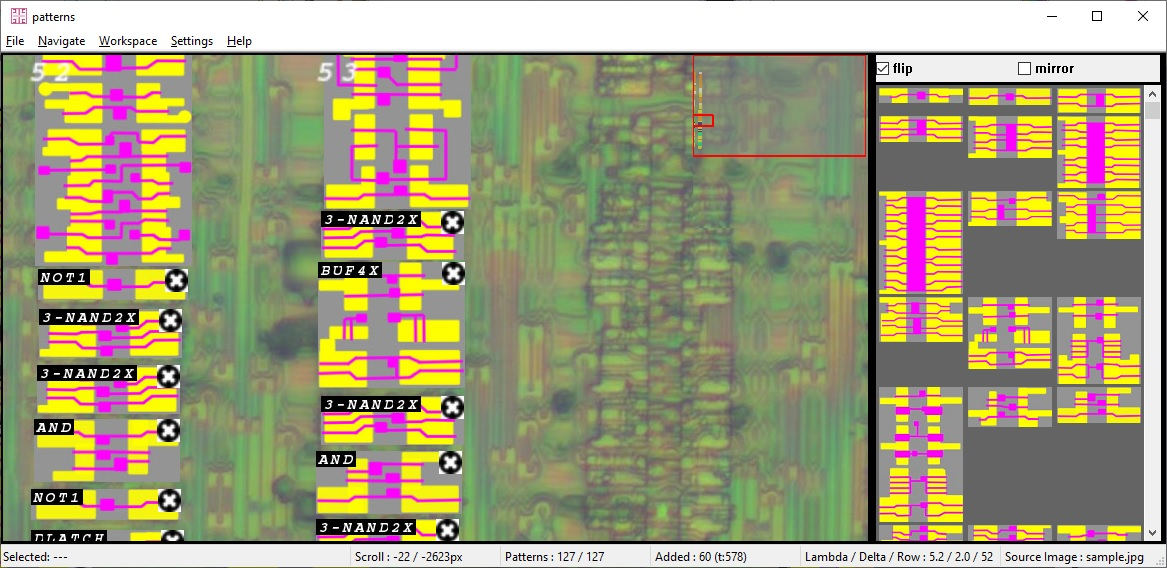 patterns
File Navigate Workspace Settings Help
52
53
flip
mirror
3-NAND2X
NOT1
BUF4X
3-NAND2X
3-NAND2X
3-NAND2X
AND
AND
NOT1
3-NAND2X
DLATCH
Selected: --- Scroll : -22 / -2623px Patterns : 127 / 127 Added : 60 (t:578) Lambda / Delta / Row : 5.2 / 2.0 / 52 Source Image : sample.jpg